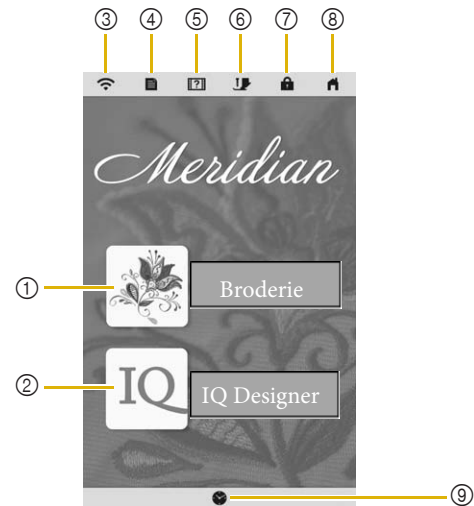 ③ ④ ⑤ ⑥ ⑦ ⑧
?
Meridian
① Broderie
② IQ IQ Designer
⑨